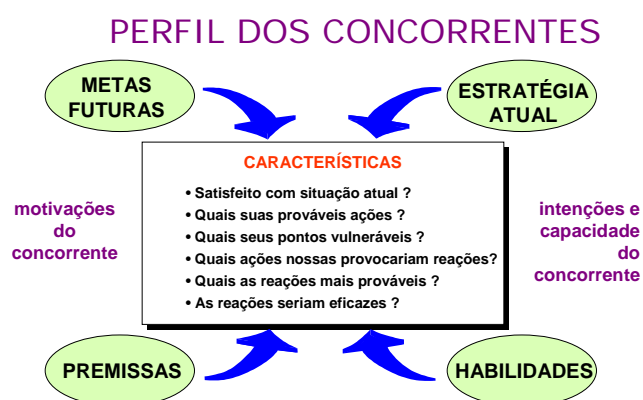 PERFIL DOS CONCORRENTES
METAS
FUTURAS
ESTRATÉGIA
ATUAL
CARACTERÍSTICAS
• Satisfeito com situação atual ?
• Quais suas prováveis ações ?
• Quais seus pontos vulneráveis ?
• Quais ações nossas provocariam reações?
• Quais as reações mais prováveis ?
• As reações seriam eficazes ?
motivações
do
concorrente
intenções e
capacidade
do
concorrente
PREMISSAS
HABILIDADES